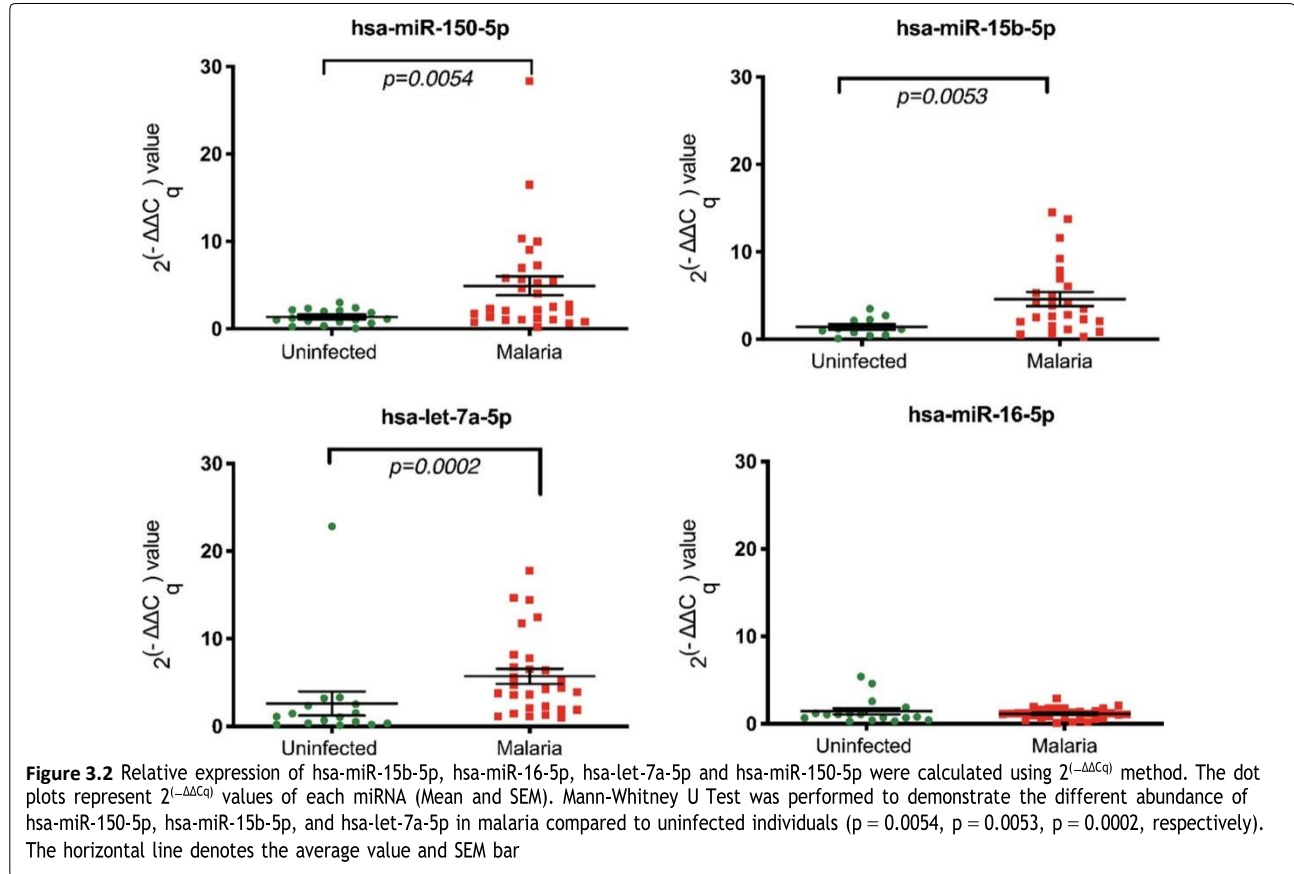 hsa-miR-150-5p
30
20
10
0
2(-ΔΔCq) value
p=0.0054
Uninfected
Malaria
hsa-miR-15b-5p
30
20
10
0
2(-ΔΔCq) value
p=0.0053
Uninfected
Malaria
hsa-let-7a-5p
30
20
10
0
2(-ΔΔCq) value
p=0.0002
Uninfected
Malaria
hsa-miR-16-5p
30
20
10
0
2(-ΔΔCq) value
Uninfected
Malaria
Figure 3.2 Relative expression of hsa-miR-15b-5p, hsa-miR-16-5p, hsa-let-7a-5p and hsa-miR-150-5p were calculated using 2(−ΔΔCq) method. The dot
plots represent 2(−ΔΔCq) values of each miRNA (Mean and SEM). Mann-Whitney U Test was performed to demonstrate the different abundance of
hsa-miR-150-5p, hsa-miR-15b-5p, and hsa-let-7a-5p in malaria compared to uninfected individuals (p = 0.0054, p = 0.0053, p = 0.0002, respectively).
The horizontal line denotes the average value and SEM bar